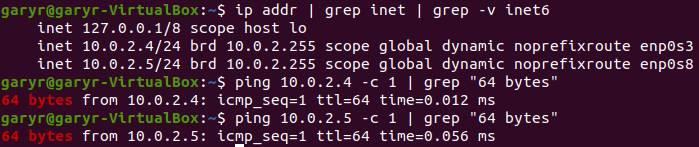 garyr@garyr-VirtualBox:~$ ip addr | grep inet | grep -v inet6
    inet 127.0.0.1/8 scope host lo
    inet 10.0.2.4/24 brd 10.0.2.255 scope global dynamic noprefixroute enp0s3
    inet 10.0.2.5/24 brd 10.0.2.255 scope global dynamic noprefixroute enp0s8
garyr@garyr-VirtualBox:~$ ping 10.0.2.4 -c 1 | grep "64 bytes"
64 bytes from 10.0.2.4: icmp_seq=1 ttl=64 time=0.012 ms
garyr@garyr-VirtualBox:~$ ping 10.0.2.5 -c 1 | grep "64 bytes"
64 bytes from 10.0.2.5: icmp_seq=1 ttl=64 time=0.056 ms